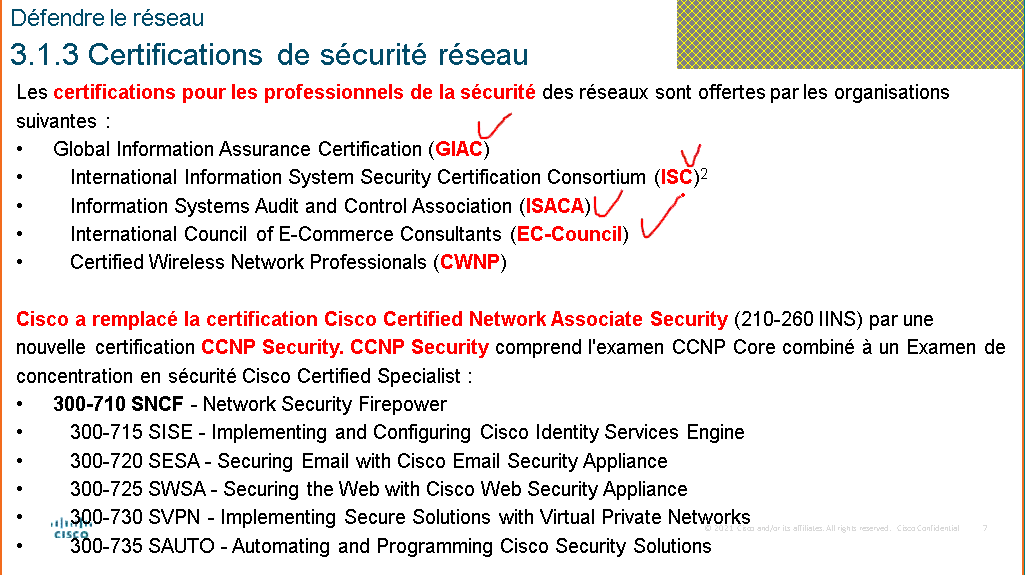 Défendre le réseau
3.1.3 Certifications de sécurité réseau
Les certifications pour les professionnels de la sécurité des réseaux sont offertes par les organisations
suivantes :
• Global Information Assurance Certification (GIAC)
• International Information System Security Certification Consortium (ISC)²
• Information Systems Audit and Control Association (ISACA)
• International Council of E-Commerce Consultants (EC-Council)
• Certified Wireless Network Professionals (CWNP)
Cisco a remplacé la certification Cisco Certified Network Associate Security (210-260 IINS) par une
nouvelle certification CCNP Security. CCNP Security comprend l'examen CCNP Core combiné à un Examen de
concentration en sécurité Cisco Certified Specialist :
• 300-710 SNCF - Network Security Firepower
• 300-715 SISE - Implementing and Configuring Cisco Identity Services Engine
• 300-720 SESA - Securing Email with Cisco Email Security Appliance
• 300-725 SWSA - Securing the Web with Cisco Web Security Appliance
• 300-730 SVPN - Implementing Secure Solutions with Virtual Private Networks
© 2021 Cisco and/or its affiliates. All rights reserved. Cisco Confidential 7
CISCO
• 300-735 SAUTO - Automating and Programming Cisco Security Solutions